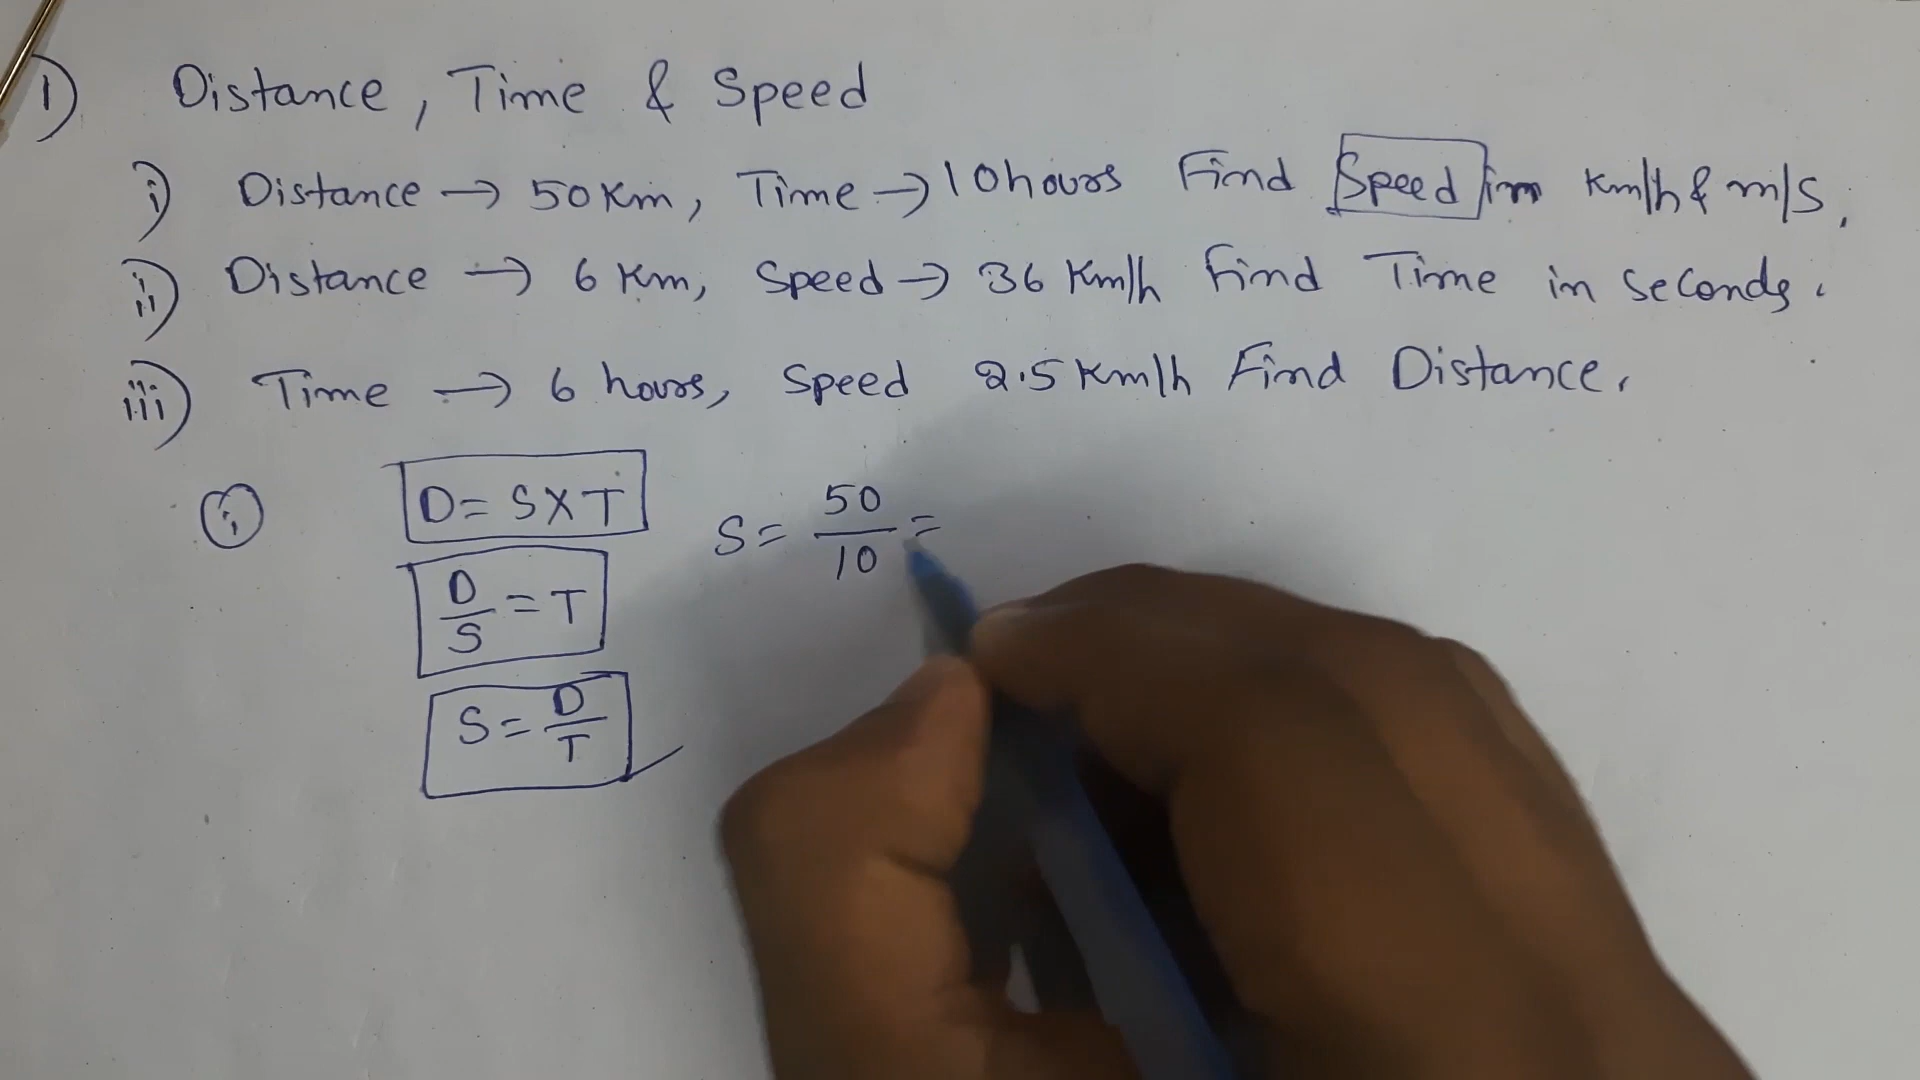 1) Distance, Time & Speed
i) Distance → 50 Km, Time → 10 hours Find Speed in Km/h & m/s.
ii) Distance → 6 Km, Speed → 36 Km/h Find Time in Seconds.
iii) Time → 6 hours, Speed 2.5 Km/h Find Distance.
i
D = S X T
D/S = T
S = D/T
S = 50/10 =